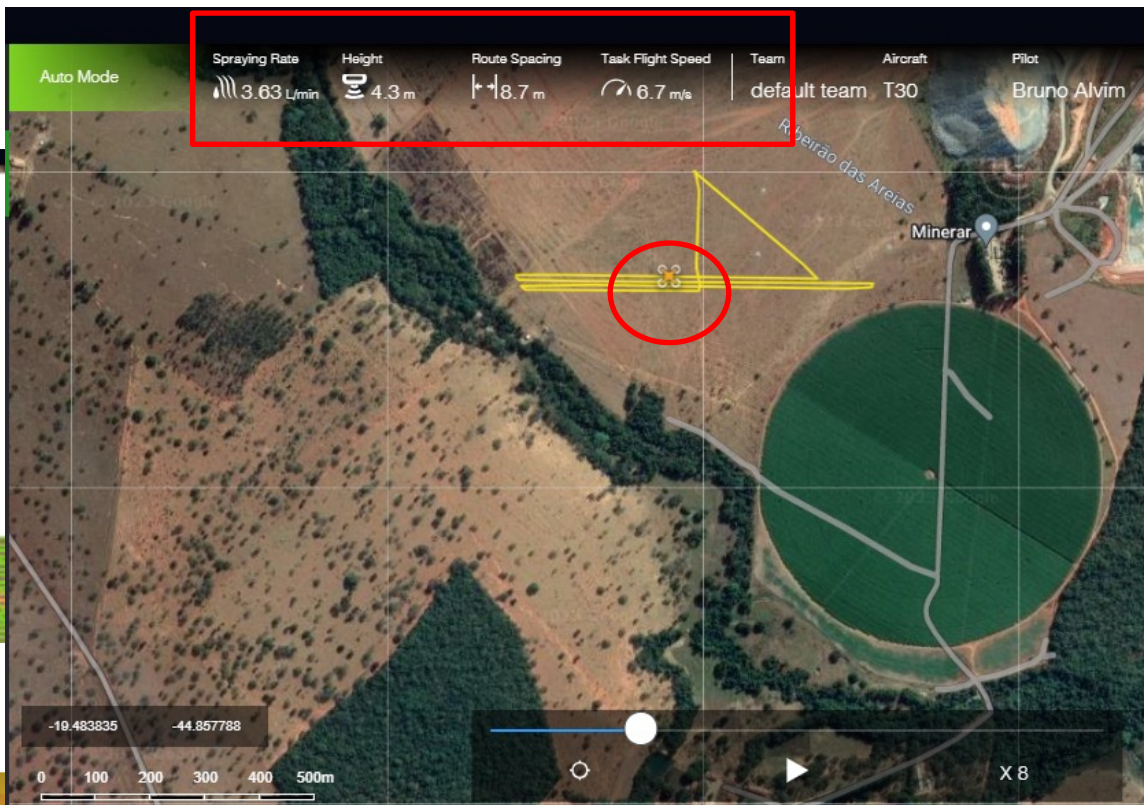 Auto Mode
Spraying Rate
3.63 L/min
Height
4.3 m
Route Spacing
8.7 m
Task Flight Speed
6.7 m/s
Team
default team
Aircraft
T30
Pilot
Bruno Alvim
Ribeirão das Areias
Minerar
-19.483835 -44.857788
0 100 200 300 400 500m
X 8